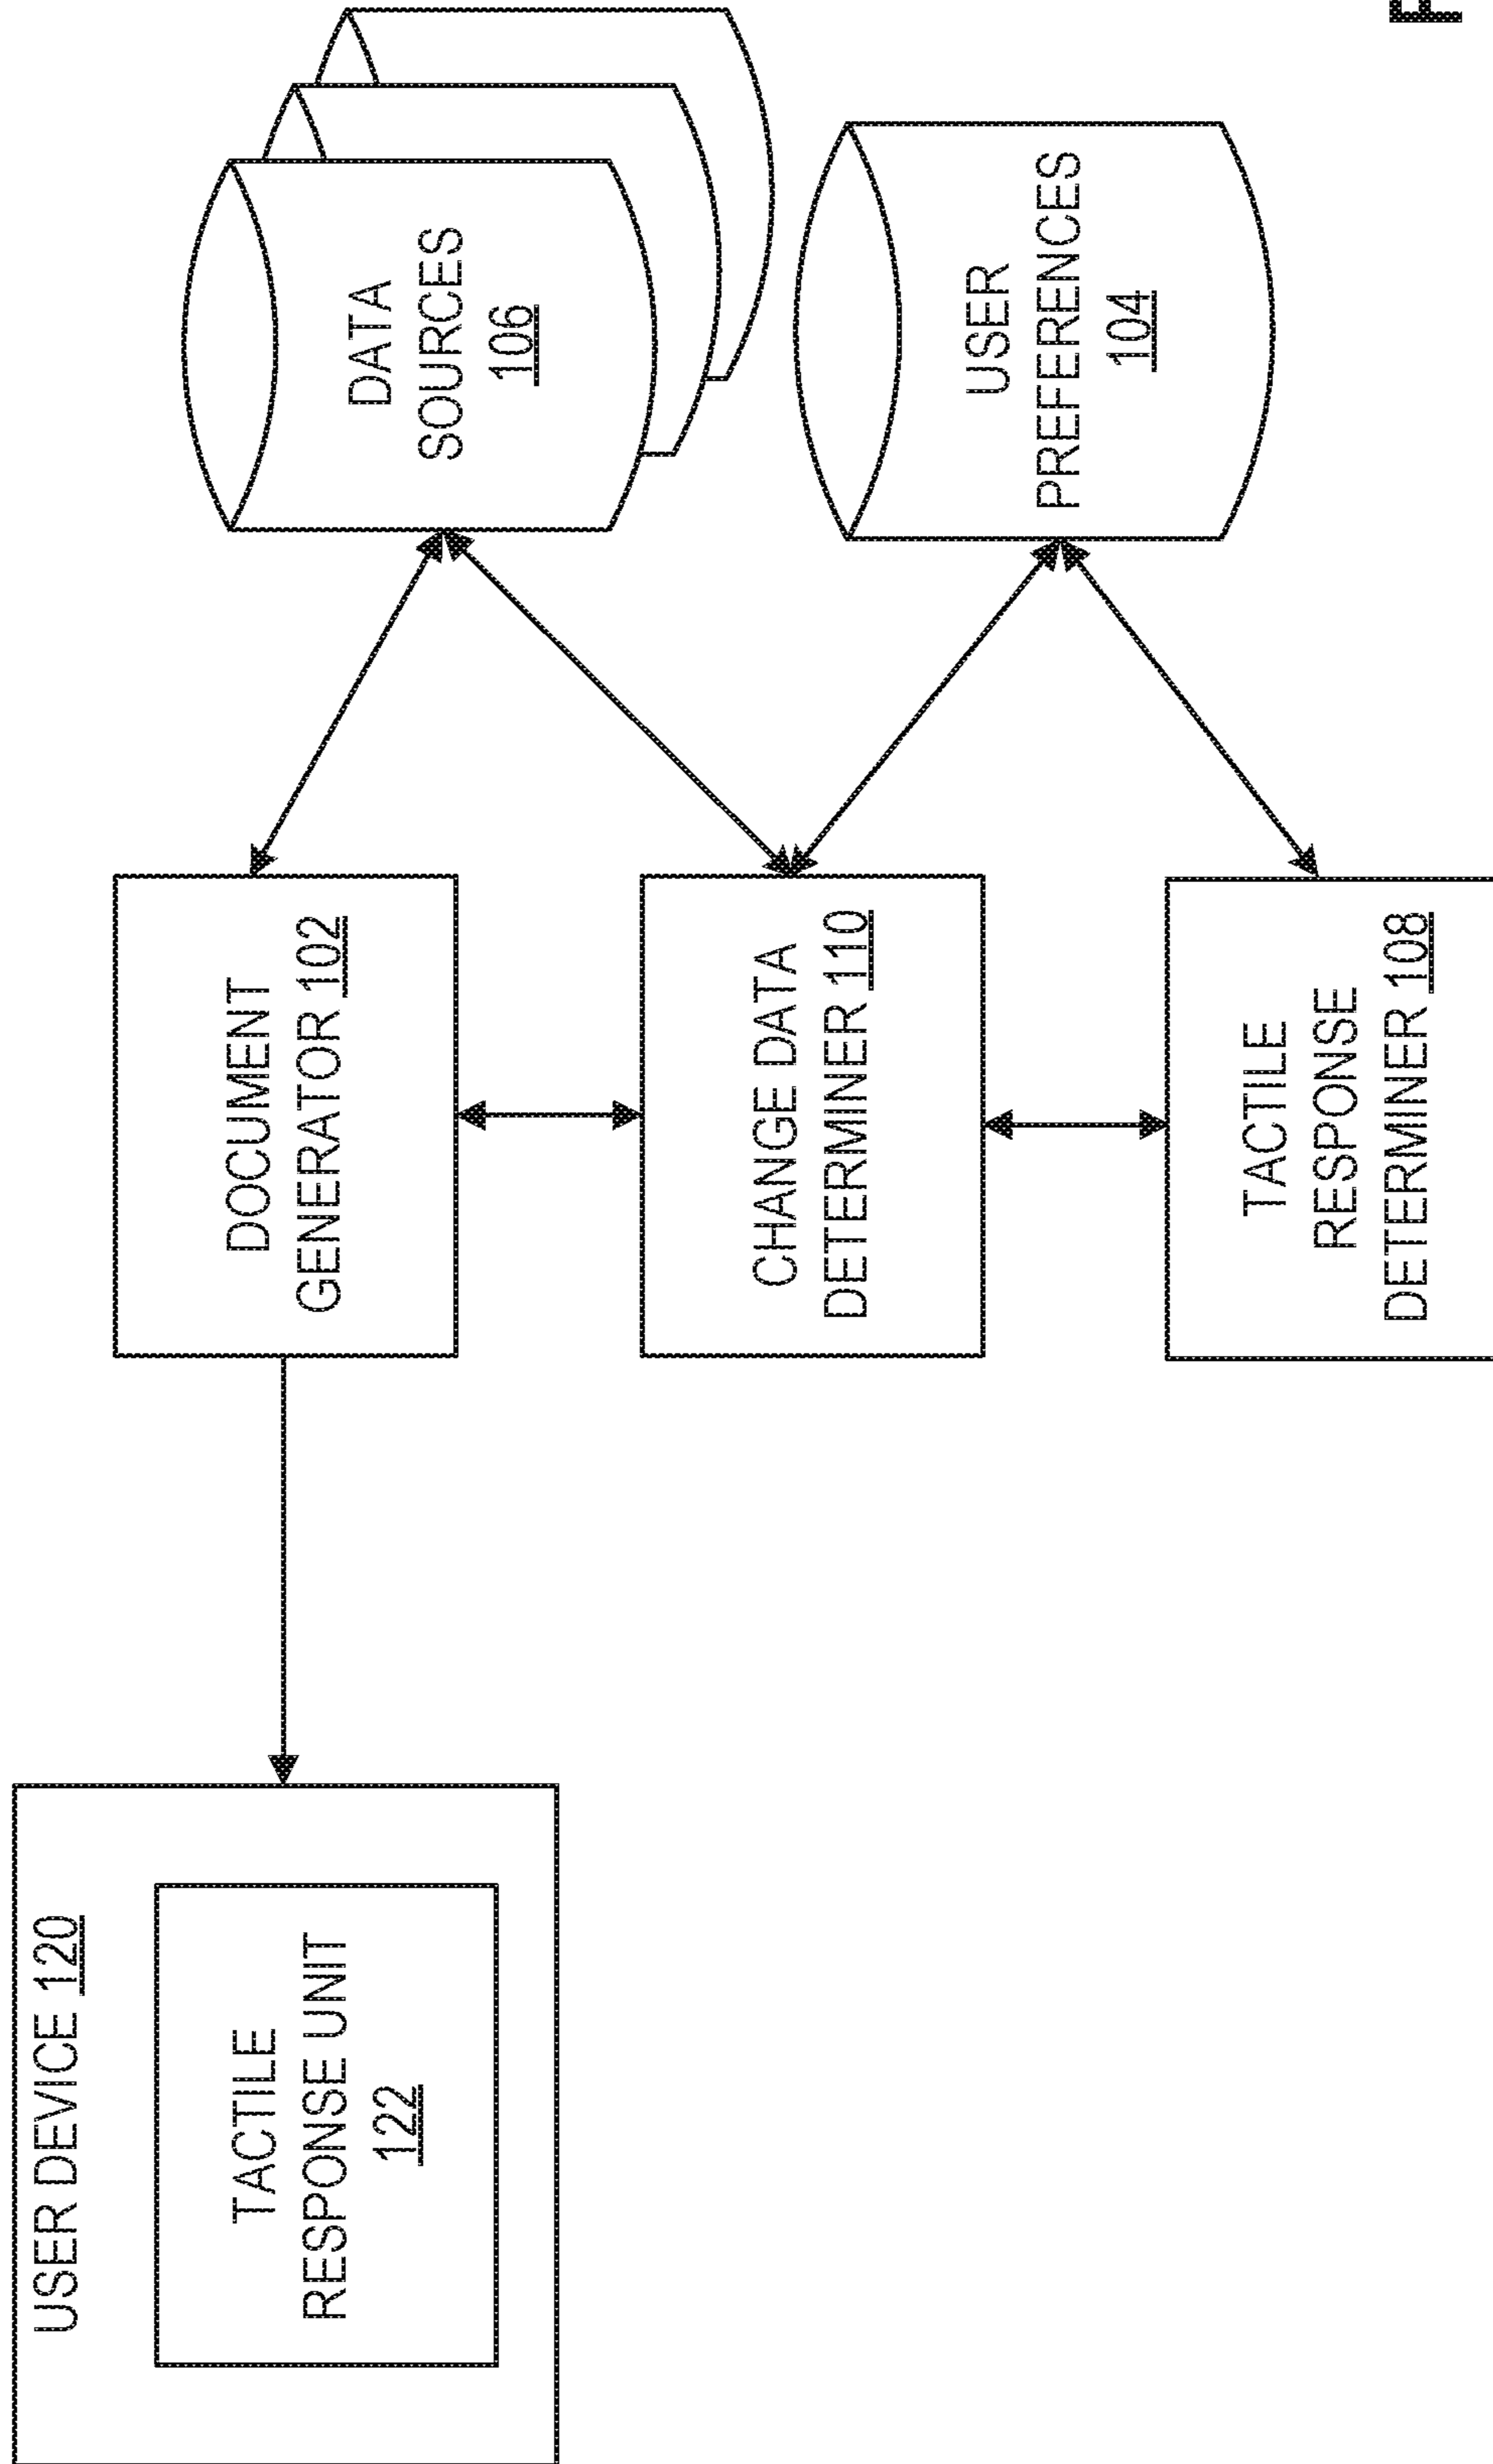 USER DEVICE 120
TACTILE
RESPONSE UNIT
122
DOCUMENT
GENERATOR 102
CHANGE DATA
DETERMINER 110
TACTILE
RESPONSE
DETERMINER 108
DATA
SOURCES
106
USER
PREFERENCES
104